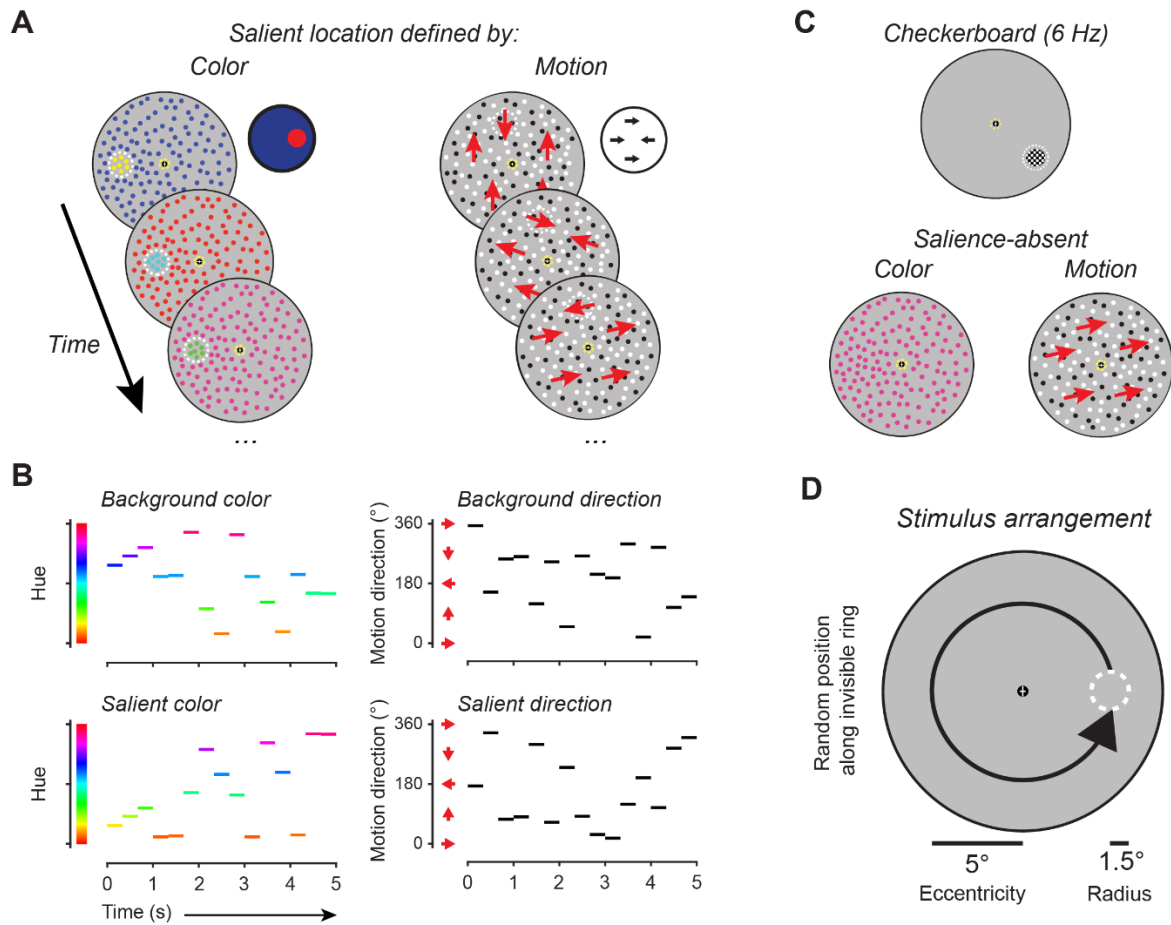 A
Salient location defined by:
Color
Motion
Time
...
...
B
Background color
Hue
Background direction
Motion direction (°)
360
180
0
Salient color
Hue
0 1 2 3 4 5
Time (s)
Salient direction
Motion direction (°)
360
180
0
0 1 2 3 4 5
C
Checkerboard (6 Hz)
Salience-absent
Color
Motion
D
Stimulus arrangement
Random position
along invisible ring
5°
Eccentricity
1.5°
Radius